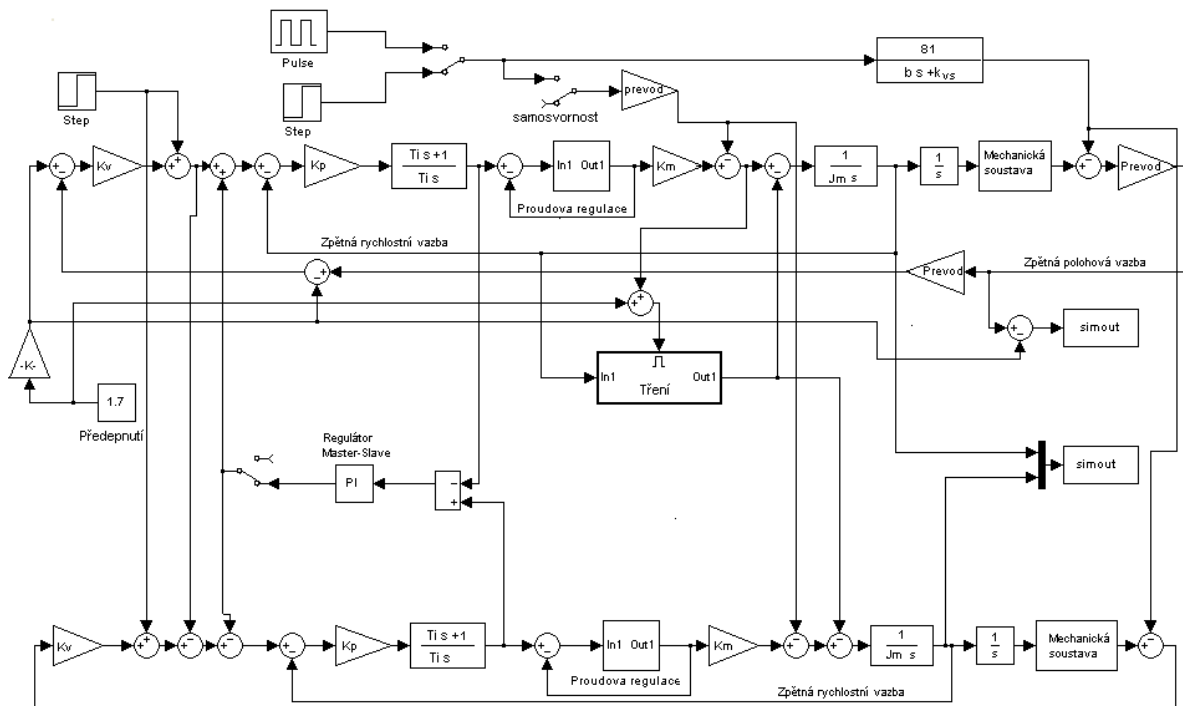 Pulse
Step
Step
samosvornost
prevod
81
b s+kvs
Kv
Kp
Ti s+1
Ti s
In1 Out1
Proudova regulace
Km
1
Jm s
1
s
Mechanická
soustava
Prevod
Zpětná rychlostní vazba
Prevod
Zpětná polohová vazba
simout
-K-
1.7
Předepnutí
In1 Out1
Tření
Regulátor
Master-Slave
PI
simout
Kv
Kp
Ti s+1
Ti s
In1 Out1
Proudova regulace
Km
1
Jm s
1
s
Mechanická
soustava
Zpětná rychlostní vazba